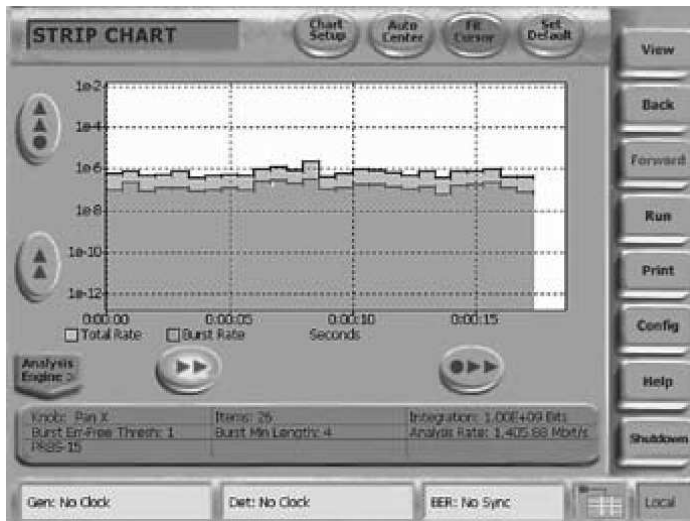 STRIP CHART
Chart Setup
Auto Center
Fit Cursor
Set Default
View
Back
Forward
Run
Print
Config
Help
Shutdown
1e-2
1e-4
1e-6
1e-8
1e-10
1e-12
0:00:00
0:00:05
0:00:10
0:00:15
Total Rate
Burst Rate
Seconds
Analysis Engine >
Knob: Pan X
Items: 26
Integration: 1.00E+09 Bits
Burst Err-Free Thresh: 1
Burst Min Length: 4
Analysis Rate: 1,405.88 Mbit/s
PRBS-15
Gen: No Clock
Det: No Clock
BER: No Sync
Local